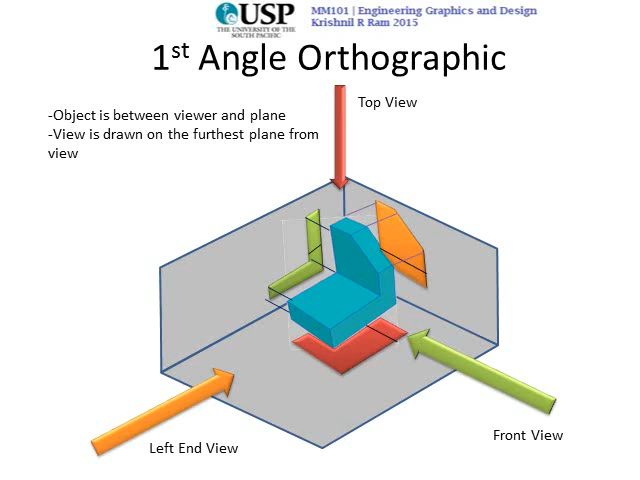 USP
THE UNIVERSITY OF THE
SOUTH PACIFIC
MM101 | Engineering Graphics and Design
Krishnil R Ram 2015
1st Angle Orthographic
-Object is between viewer and plane
-View is drawn on the furthest plane from
view
Top View
Left End View
Front View